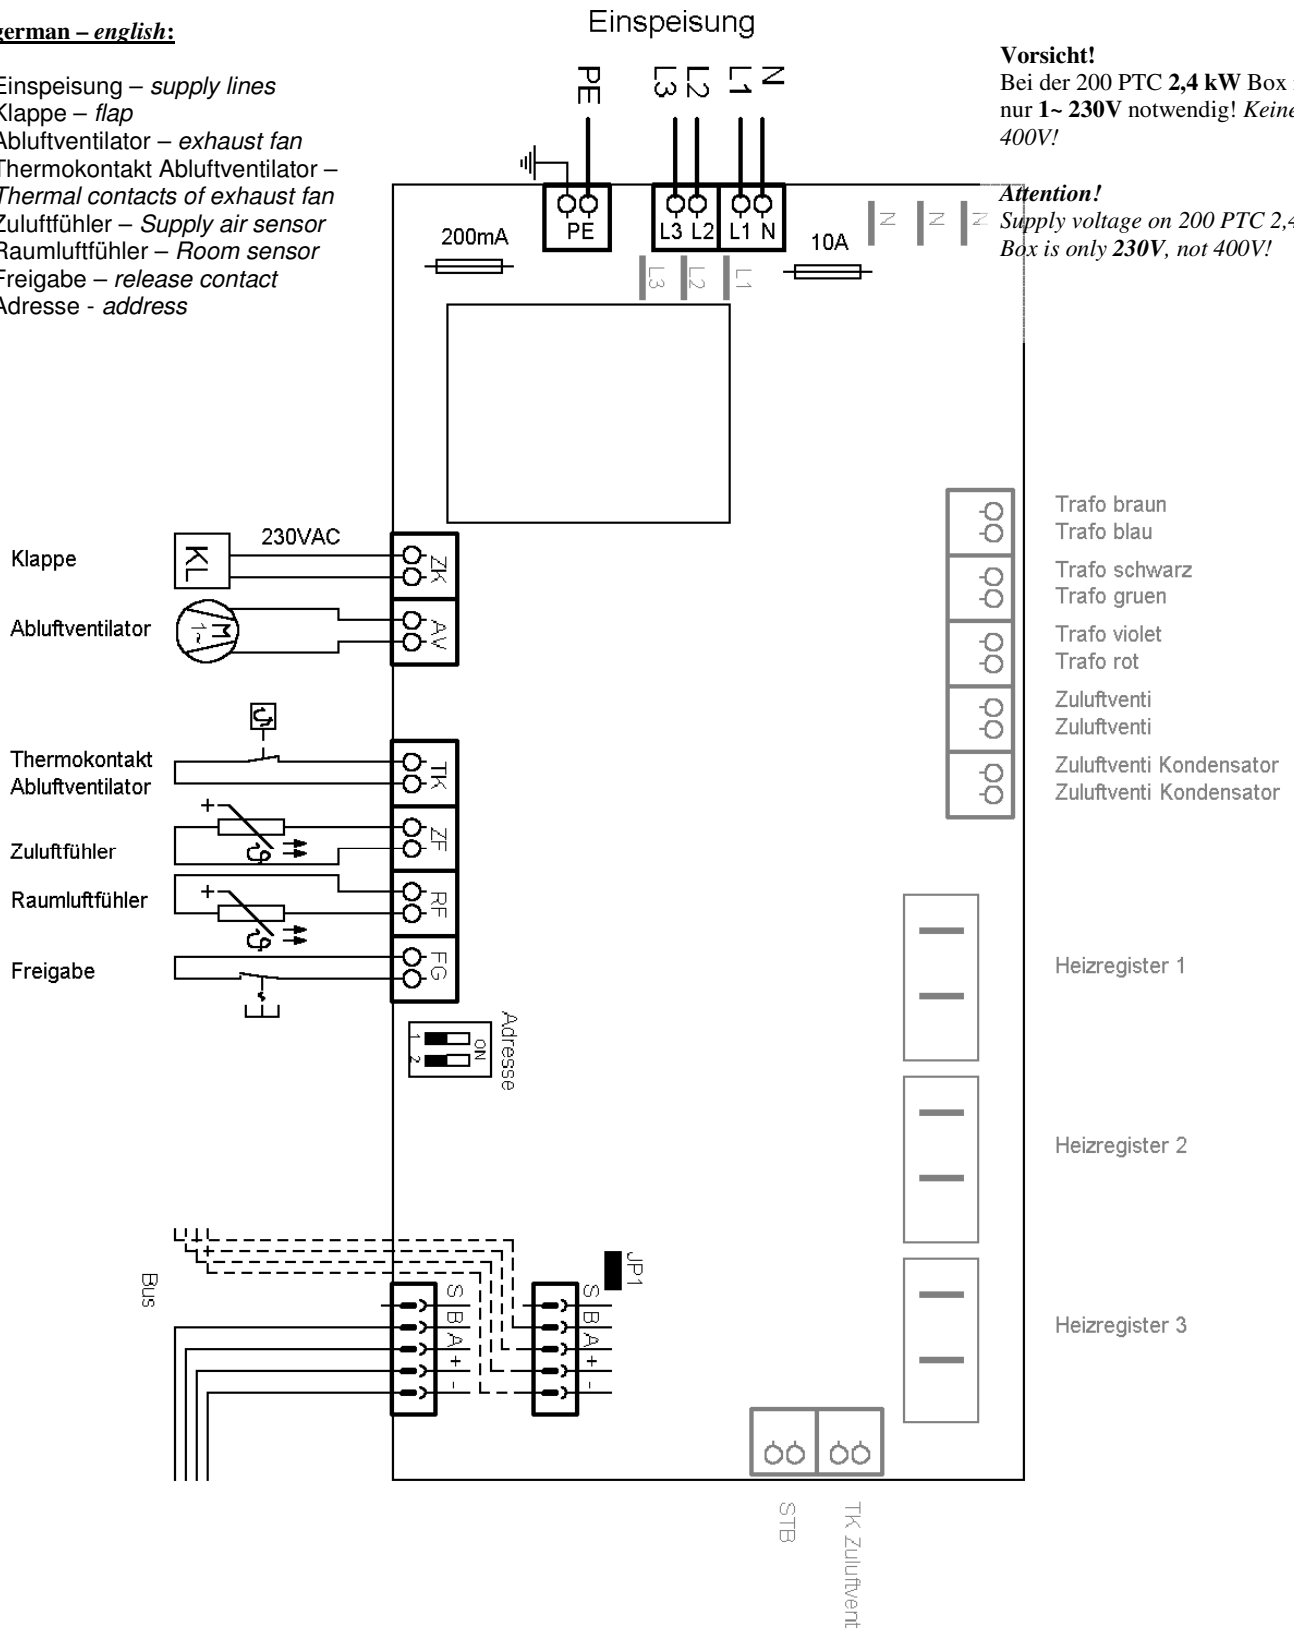 german – english:
Einspeisung – supply lines
Klappe – flap
Abluftventilator – exhaust fan
Thermokontakt Abluftventilator –
Thermal contacts of exhaust fan
Zuluftfühler – Supply air sensor
Raumluftfühler – Room sensor
Freigabe – release contact
Adresse - address
Einspeisung
Vorsicht!
Bei der 200 PTC 2,4 kW Box
nur 1~ 230V notwendig! Keine
400V!
Attention!
Supply voltage on 200 PTC 2,4
Box is only 230V, not 400V!
PE
L3
L2
L1
N
PE
L3 L2
L1 N
200mA
10A
N
N
N
L3
L2
L1
Klappe
KL
230VAC
ZK
Abluftventilator
M
1~
AV
Thermokontakt
Abluftventilator
TK
+
Zuluftfühler
ϑ
ZF
Raumluftfühler
+
ϑ
RF
Freigabe
FG
Adresse
1
2
ON
Trafo braun
Trafo blau
Trafo schwarz
Trafo gruen
Trafo violet
Trafo rot
Zuluftventi
Zuluftventi
Zuluftventi Kondensator
Zuluftventi Kondensator
Heizregister 1
Heizregister 2
Heizregister 3
Bus
S B A + -
S B A + -
JP1
STB
TK Zuluftvent